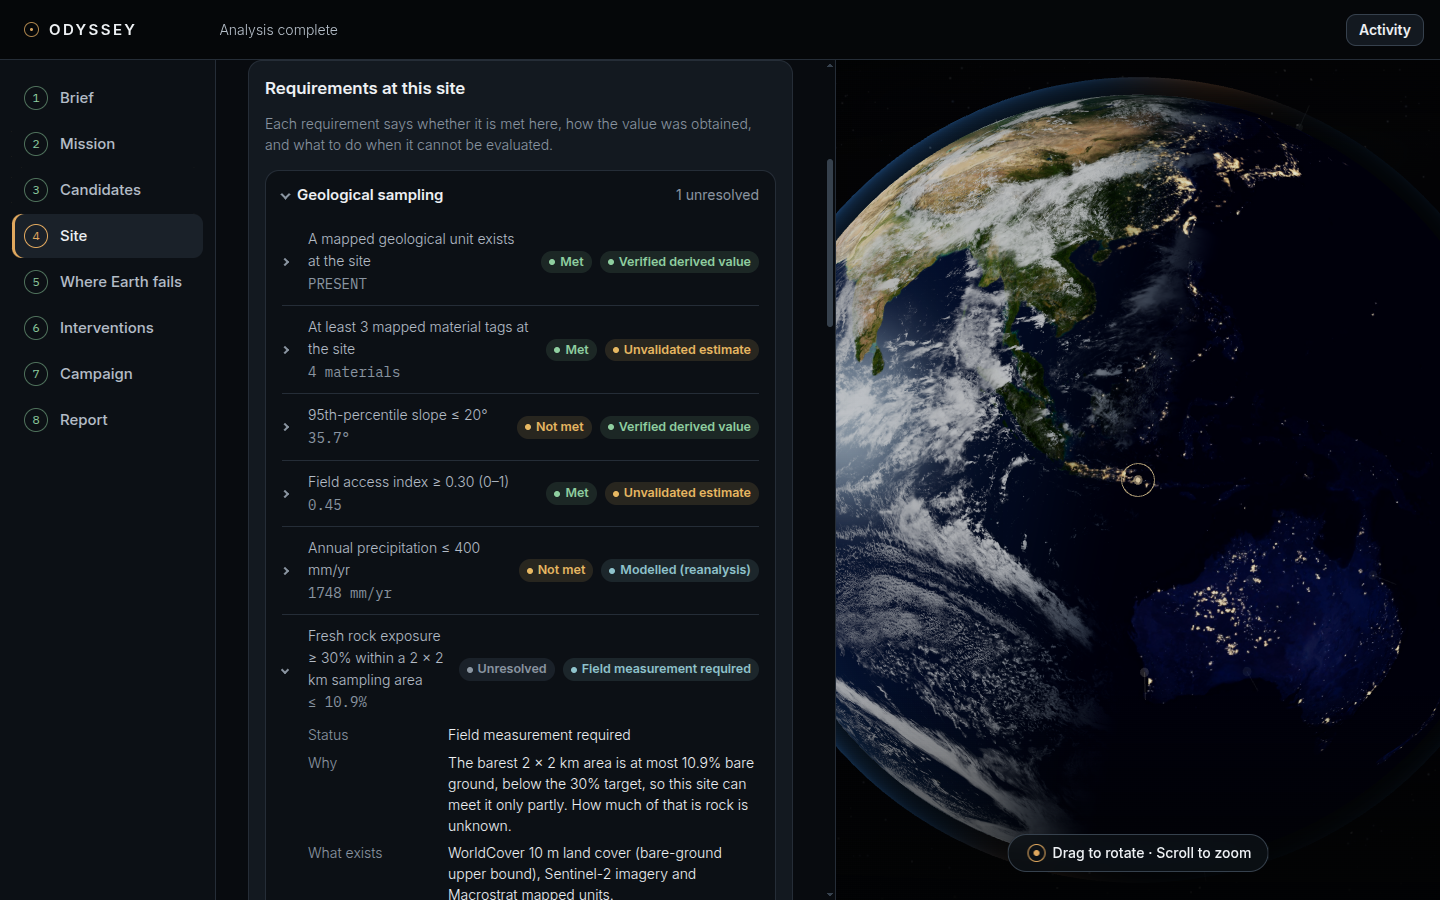 ODYSSEY
Analysis complete
Activity
1 Brief
2 Mission
3 Candidates
4 Site
5 Where Earth fails
6 Interventions
7 Campaign
8 Report
Requirements at this site
Each requirement says whether it is met here, how the value was obtained,
and what to do when it cannot be evaluated.
Geological sampling 1 unresolved
A mapped geological unit exists
at the site
PRESENT
Met Verified derived value
At least 3 mapped material tags at
the site
4 materials
Met Unvalidated estimate
95th-percentile slope ≤ 20°
35.7°
Not met Verified derived value
Field access index ≥ 0.30 (0–1)
0.45
Met Unvalidated estimate
Annual precipitation ≤ 400
mm/yr
1748 mm/yr
Not met Modelled (reanalysis)
Fresh rock exposure
≥ 30% within a 2 × 2
km sampling area
≤ 10.9%
Unresolved Field measurement required
Status Field measurement required
Why The barest 2 × 2 km area is at most 10.9% bare
ground, below the 30% target, so this site can
meet it only partly. How much of that is rock is
unknown.
What exists WorldCover 10 m land cover (bare-ground
upper bound), Sentinel-2 imagery and
Macrostrat mapped units.
Drag to rotate · Scroll to zoom